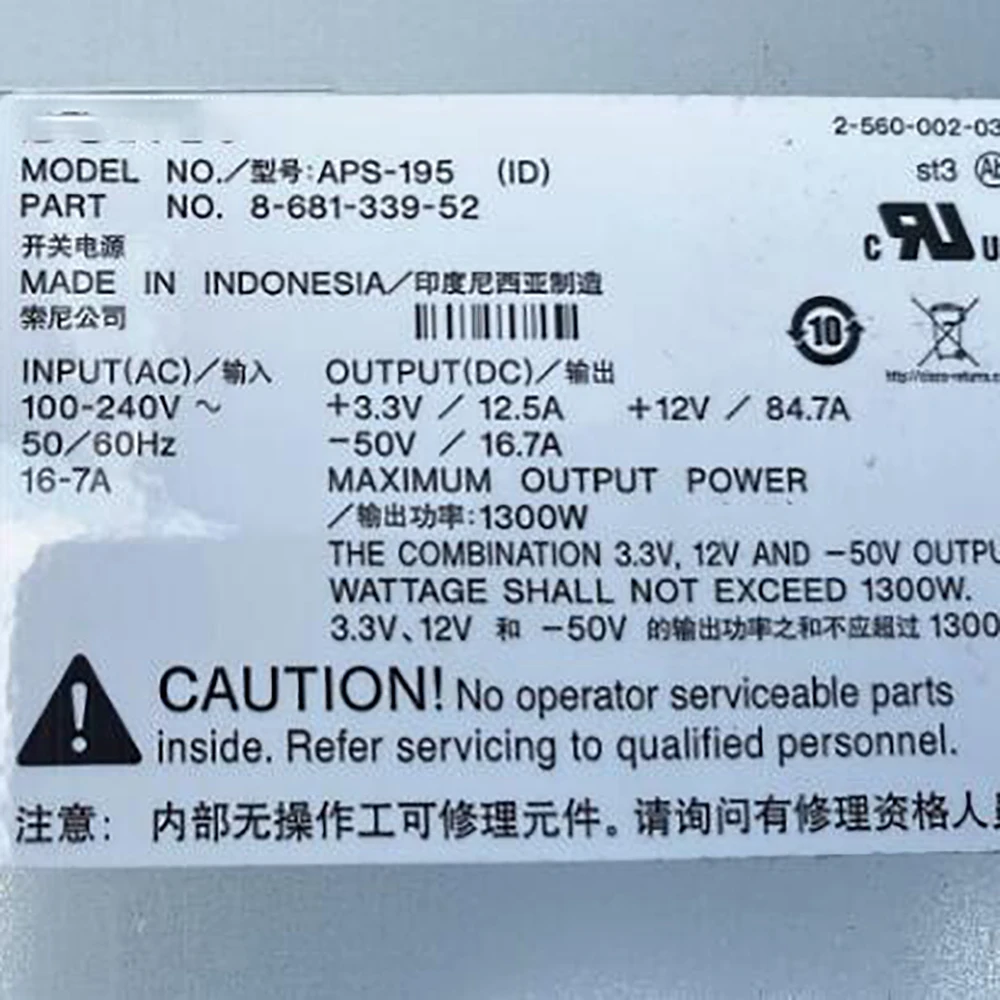 2-560-002-03
MODEL NO./型号:APS-195 (ID)
st3
PART NO. 8-681-339-52
开关电源
MADE IN INDONESIA/印度尼西亚制造
索尼公司
10
INPUT(AC)/输入 OUTPUT(DC)/输出
100-240V ~ +3.3V / 12.5A +12V / 84.7A
50/60Hz -50V / 16.7A
16-7A MAXIMUM OUTPUT POWER
/输出功率:1300W
THE COMBINATION 3.3V, 12V AND -50V OUTPU
WATTAGE SHALL NOT EXCEED 1300W.
3.3V、12V 和 -50V 的输出功率之和不应超过 1300
CAUTION! No operator serviceable parts
inside. Refer servicing to qualified personnel.
注意: 内部无操作工可修理元件。请询问有修理资格人员